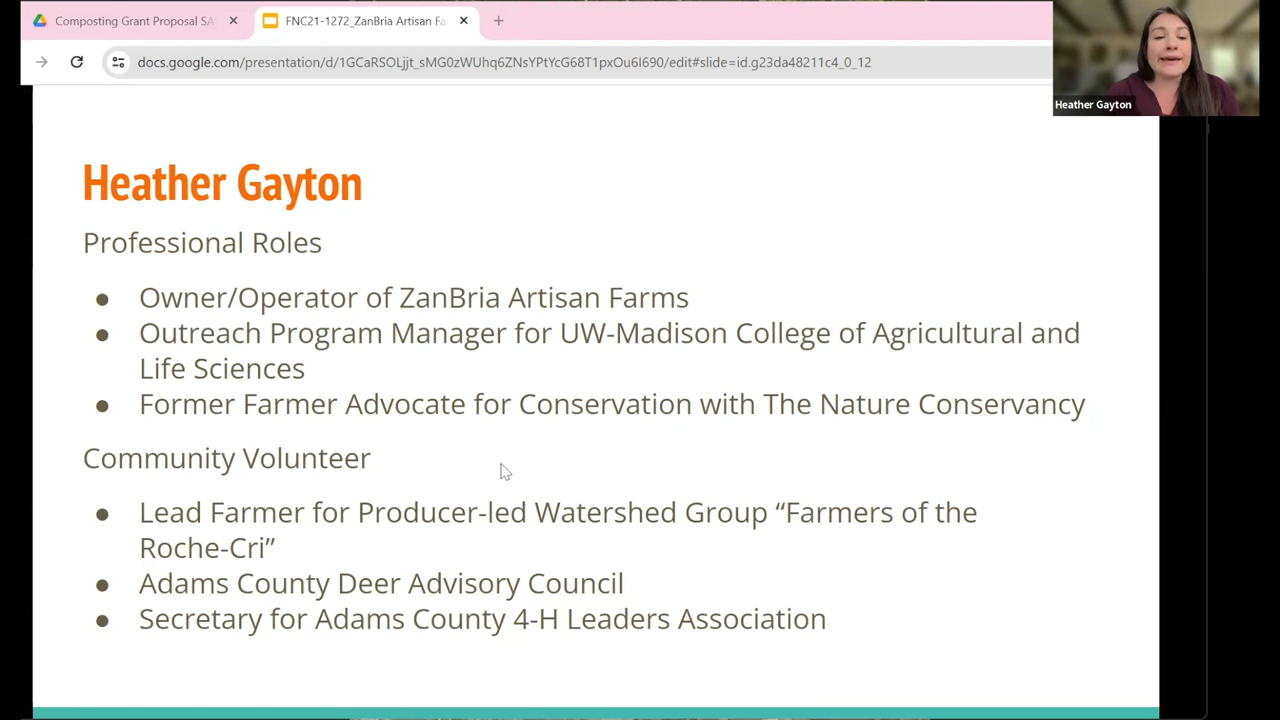 Composting Grant Proposal SA
FNC21-1272_ZanBria Artisan Fa
docs.google.com/presentation/d/1GCaRSOLjjt_sMG0zWUhq6ZNsYPtYcG68T1pxOu6I690/edit#slide=id.g23da48211c4_0_12
Heather Gayton
Heather Gayton
Professional Roles
● Owner/Operator of ZanBria Artisan Farms
● Outreach Program Manager for UW-Madison College of Agricultural and
Life Sciences
● Former Farmer Advocate for Conservation with The Nature Conservancy
Community Volunteer
● Lead Farmer for Producer-led Watershed Group “Farmers of the
Roche-Cri”
● Adams County Deer Advisory Council
● Secretary for Adams County 4-H Leaders Association